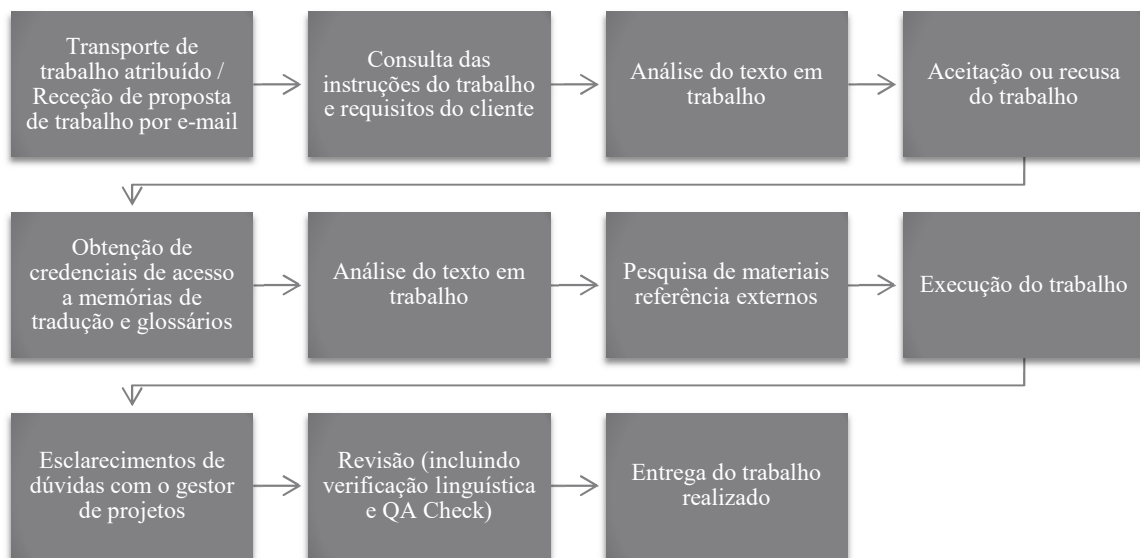 Transporte de
trabalho atribuído /
Receção de proposta
de trabalho por e-mail
Consulta das
instruções do trabalho
e requisitos do cliente
Análise do texto em
trabalho
Aceitação ou recusa
do trabalho
Obtenção de
credenciais de acesso
a memórias de
tradução e glossários
Análise do texto em
trabalho
Pesquisa de materiais
referência externos
Execução do trabalho
Esclarecimentos de
dúvidas com o gestor
de projetos
Revisão (incluindo
verificação linguística
e QA Check)
Entrega do trabalho
realizado